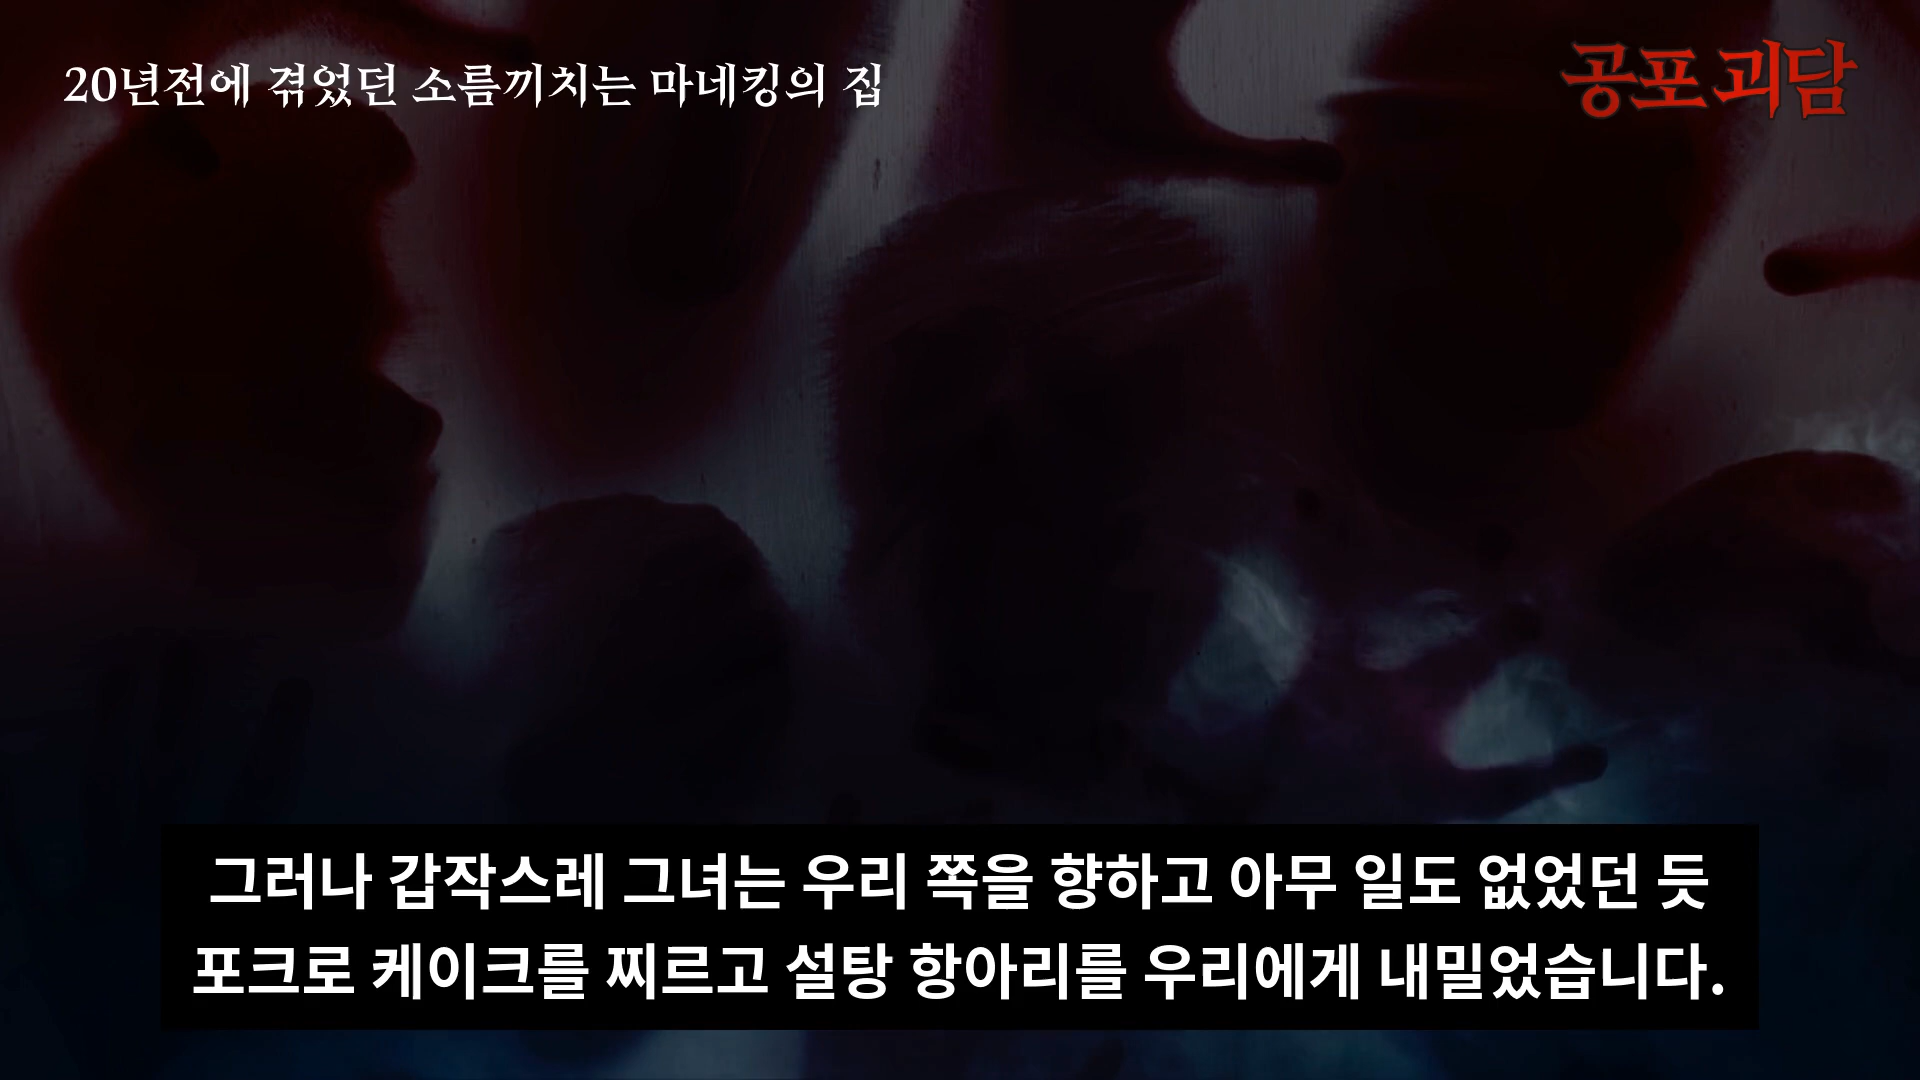 20년전에 겪었던 소름끼치는 마네킹의 집
공포 괴담
그러나 갑작스레 그녀는 우리 쪽을 향하고 아무 일도 없었던 듯
포크로 케이크를 찌르고 설탕 항아리를 우리에게 내밀었습니다.